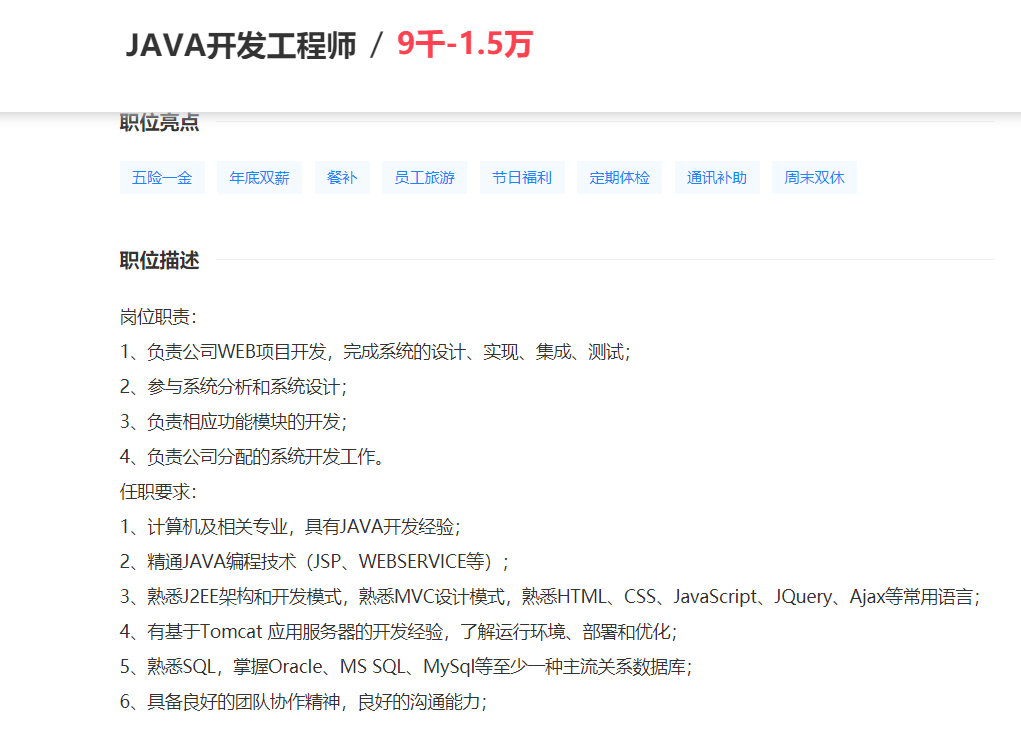 JAVA开发工程师 / 9千-1.5万
职位亮点
五险一金 年底双薪 餐补 员工旅游 节日福利 定期体检 通讯补助 周末双休
职位描述
岗位职责：
1、负责公司WEB项目开发，完成系统的设计、实现、集成、测试；
2、参与系统分析和系统设计；
3、负责相应功能模块的开发；
4、负责公司分配的系统开发工作。
任职要求：
1、计算机及相关专业，具有JAVA开发经验；
2、精通JAVA编程技术（JSP、WEBSERVICE等）；
3、熟悉J2EE架构和开发模式，熟悉MVC设计模式，熟悉HTML、CSS、JavaScript、JQuery、Ajax等常用语言；
4、有基于Tomcat 应用服务器的开发经验，了解运行环境、部署和优化；
5、熟悉SQL，掌握Oracle、MS SQL、MySql等至少一种主流关系数据库；
6、具备良好的团队协作精神，良好的沟通能力；